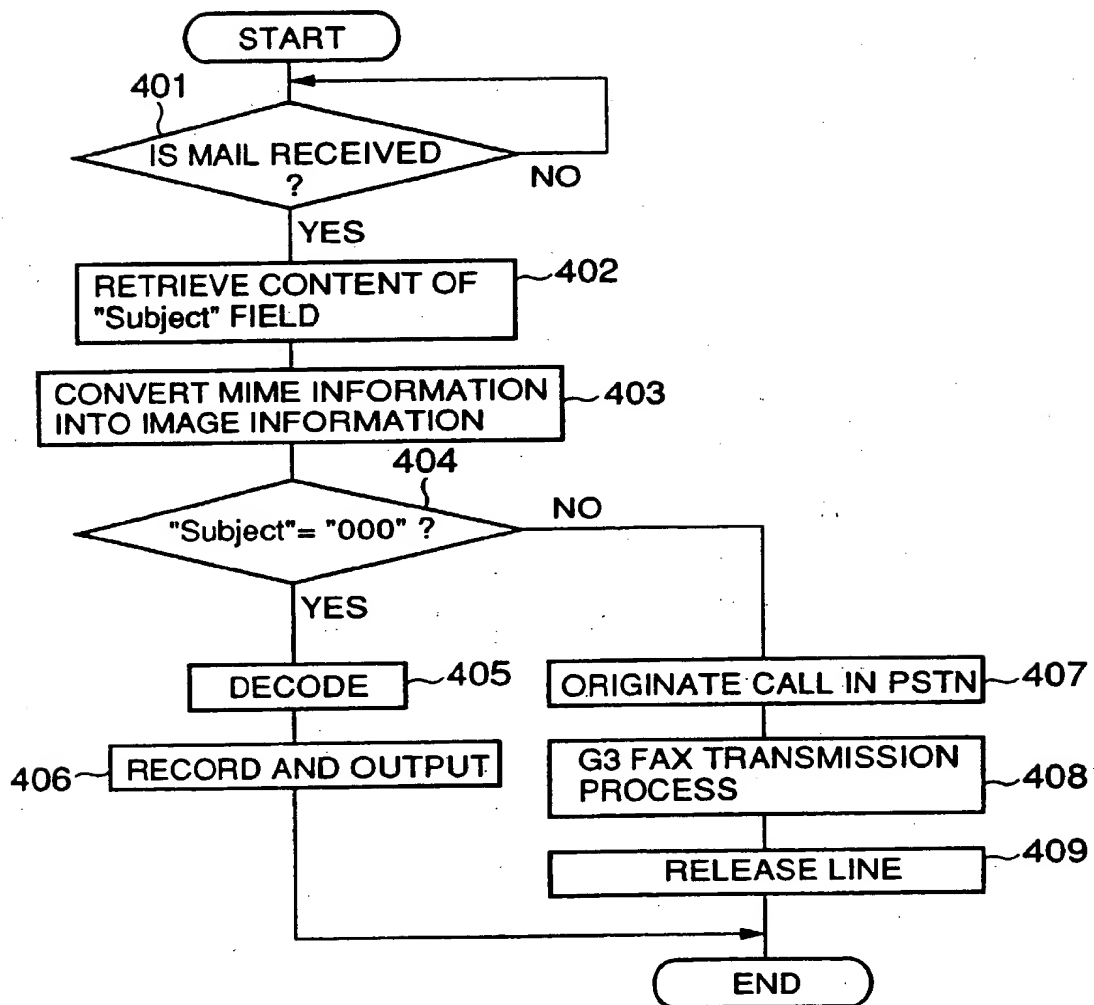 START
401
IS MAIL RECEIVED
?
NO
YES
RETRIEVE CONTENT OF
"Subject" FIELD
402
CONVERT MIME INFORMATION
INTO IMAGE INFORMATION
403
404
"Subject"= "000" ?
NO
YES
DECODE
405
406
RECORD AND OUTPUT
ORIGINATE CALL IN PSTN
407
G3 FAX TRANSMISSION
PROCESS
408
RELEASE LINE
409
END